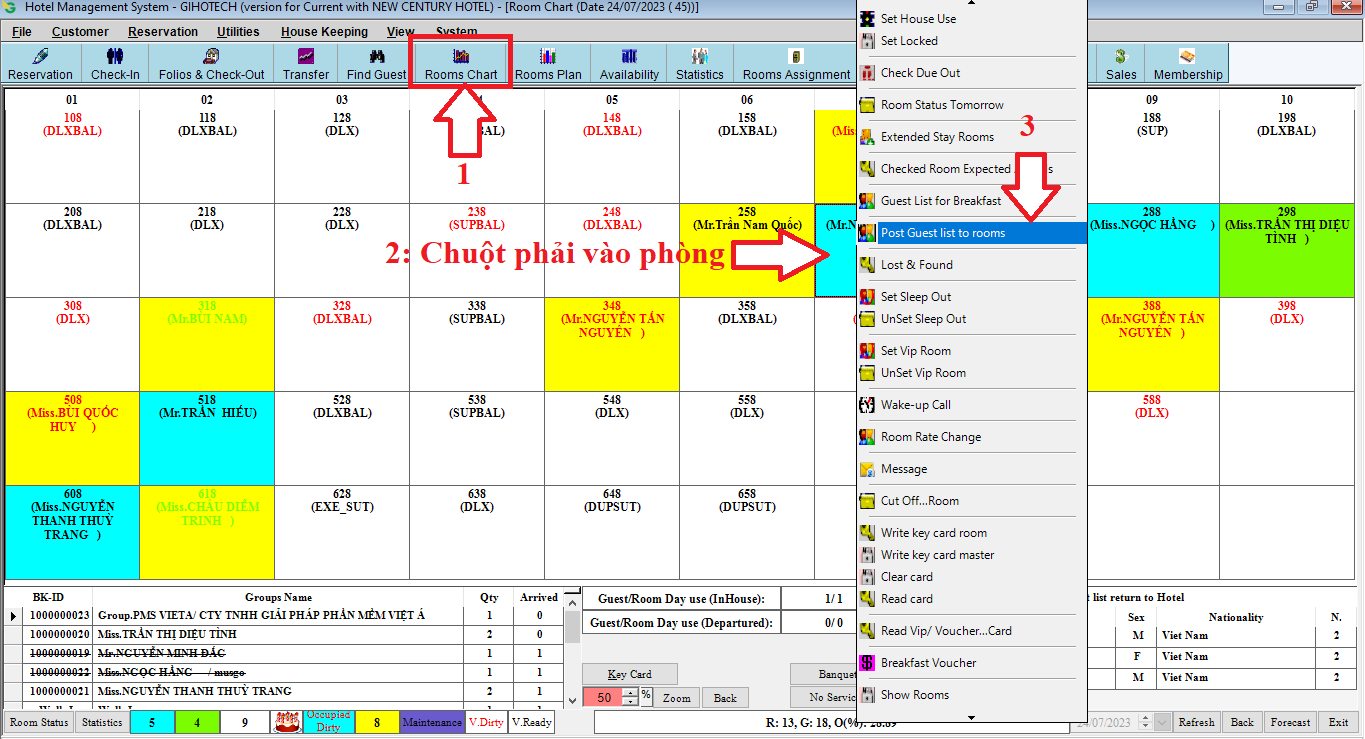 Hotel Management System - GIHOTECH (version for Current with NEW CENTURY HOTEL) - [Room Chart (Date 24/07/2023 ( 45))]
File Customer Reservation Utilities House Keeping View System
Reservation Check-In Folios & Check-Out Transfer Find Guest Rooms Chart Rooms Plan Availability Statistics Rooms Assignment Sales Membership
1
01 02 03 05 06 09 10
108 118 128 148 158 188 198
(DLXBAL) (DLXBAL) (DLX) (DLXBAL) (DLXBAL) (SUP) (DLXBAL)
208 218 228 238 248 258 288 298
(DLXBAL) (DLX) (DLX) (SUPBAL) (DLXBAL) (Mr.Trần Nam Quốc) (Miss.NGỌC HẰNG ) (Miss.TRẦN THỊ DIỆU
TÌNH )
2: Chuột phải vào phòng
308 318 328 338 348 358 388 398
(DLX) (Mr.BÙI NAM) (DLXBAL) (SUPBAL) (Mr.NGUYỄN TẤN (DLXBAL) (Mr.NGUYỄN TẤN (DLX)
NGUYÊN ) NGUYÊN )
508 518 528 538 548 558 588
(Miss.BÙI QUỐC (Mr.TRẦN HIẾU) (DLXBAL) (SUPBAL) (DLX) (DLX) (DLX)
HUY )
608 618 628 638 648 658
(Miss.NGUYỄN (Miss.CHÂU DIỄM (EXE_SUT) (DLX) (DUPSUT) (DUPSUT)
THANH THUỲ TRINH )
TRANG )
Set House Use
Set Locked
Check Due Out
Room Status Tomorrow
3
Extended Stay Rooms
Checked Room Expected
Guest List for Breakfast
Post Guest list to rooms
Lost & Found
Set Sleep Out
UnSet Sleep Out
Set Vip Room
UnSet Vip Room
Wake-up Call
Room Rate Change
Message
Cut Off...Room
Write key card room
Write key card master
Clear card
Read card
Read Vip/ Voucher...Card
Breakfast Voucher
Show Rooms
BK-ID Groups Name Qty Arrived
1000000023 Group.PMS VIETA/ CTY TNHH GIẢI PHÁP PHẦN MỀM VIỆT Á 1 0
1000000020 Miss.TRẦN THỊ DIỆU TÌNH 2 0
1000000019 Mr.NGUYỄN MINH ĐẮC 1 1
1000000022 Miss.NGỌC HẰNG / musgo 1 1
1000000021 Miss.NGUYỄN THANH THUỲ TRANG 2 1
Guest/Room Day use (InHouse): 1/ 1
Guest/Room Day use (Departured): 0/ 0
Key Card Banquet
50 % Zoom Back No Servic
list return to Hotel
Sex Nationality N.
M Viet Nam 2
F Viet Nam 2
M Viet Nam 2
Room Status Statistics 5 4 9 Occupied Dirty 8 Maintenance V.Dirty V.Ready R: 13, G: 18, O(%): 28.89 24/07/2023 Refresh Back Forecast Exit